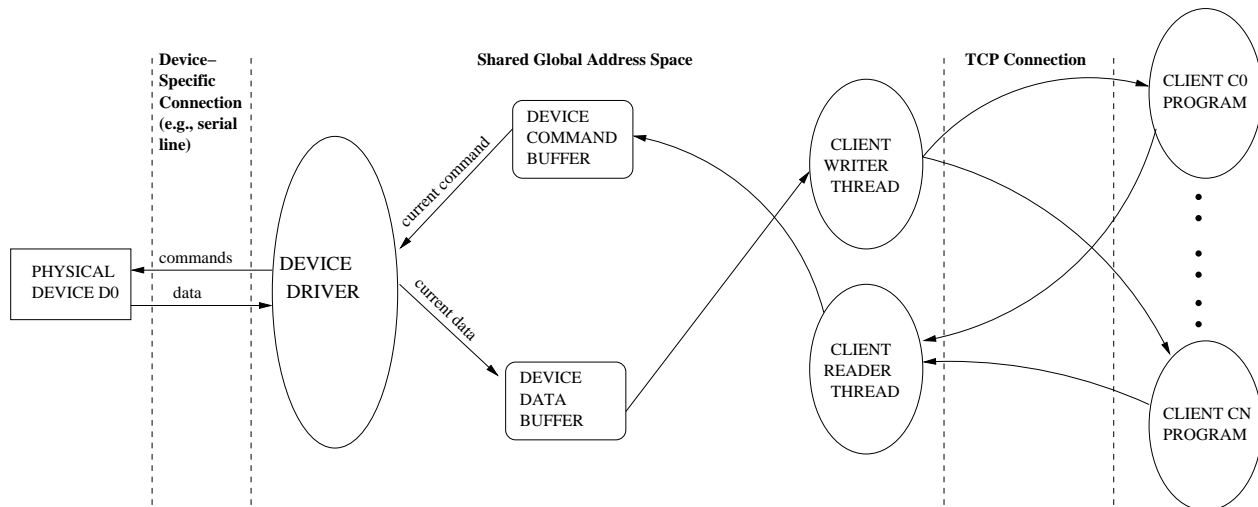 Device–
Specific
Connection
(e.g., serial
line)
Shared Global Address Space
TCP Connection
PHYSICAL
DEVICE D0
commands
data
DEVICE
DRIVER
current command
current data
DEVICE
COMMAND
BUFFER
DEVICE
DATA
BUFFER
CLIENT
WRITER
THREAD
CLIENT
READER
THREAD
CLIENT C0
PROGRAM
CLIENT CN
PROGRAM